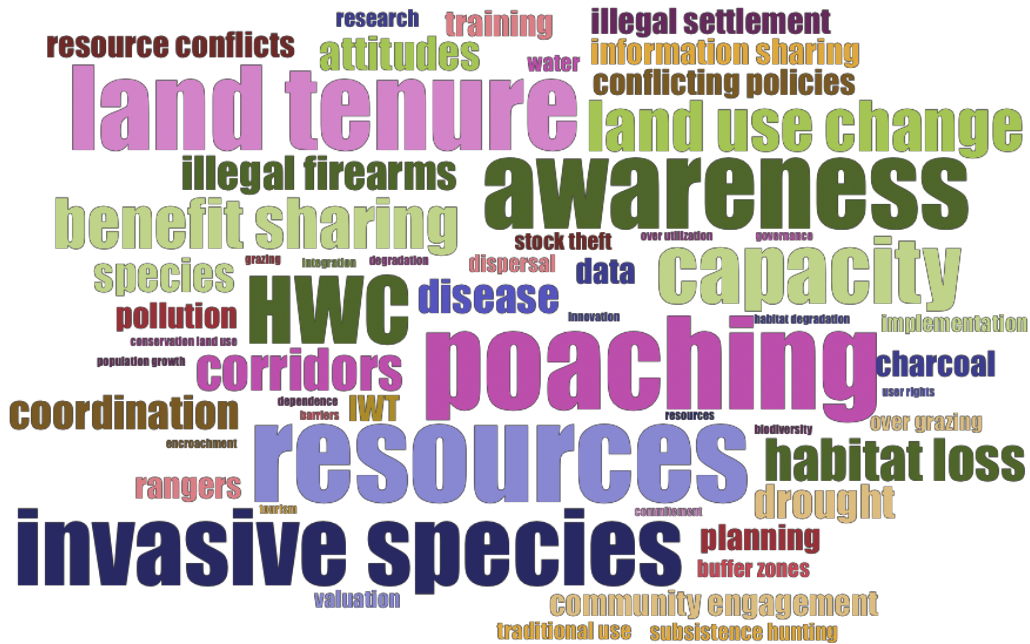 research
training
illegal settlement
resource conflicts
attitudes
water
information sharing
conflicting policies
land tenure
land use change
illegal firearms
awareness
benefit sharing
stock theft
over utilization
governance
grazing
integration
degradation
species
dispersal
data
capacity
HWC
disease
pollution
innovation
habitat degradation
implementation
conservation land use
poaching
population growth
corridors
charcoal
user rights
coordination
dependence
IWT
barriers
resources
over grazing
encroachment
biodiversity
resources
habitat loss
rangers
drought
tourism
commitement
invasive species
planning
buffer zones
valuation
community engagement
traditional use
subsistence hunting